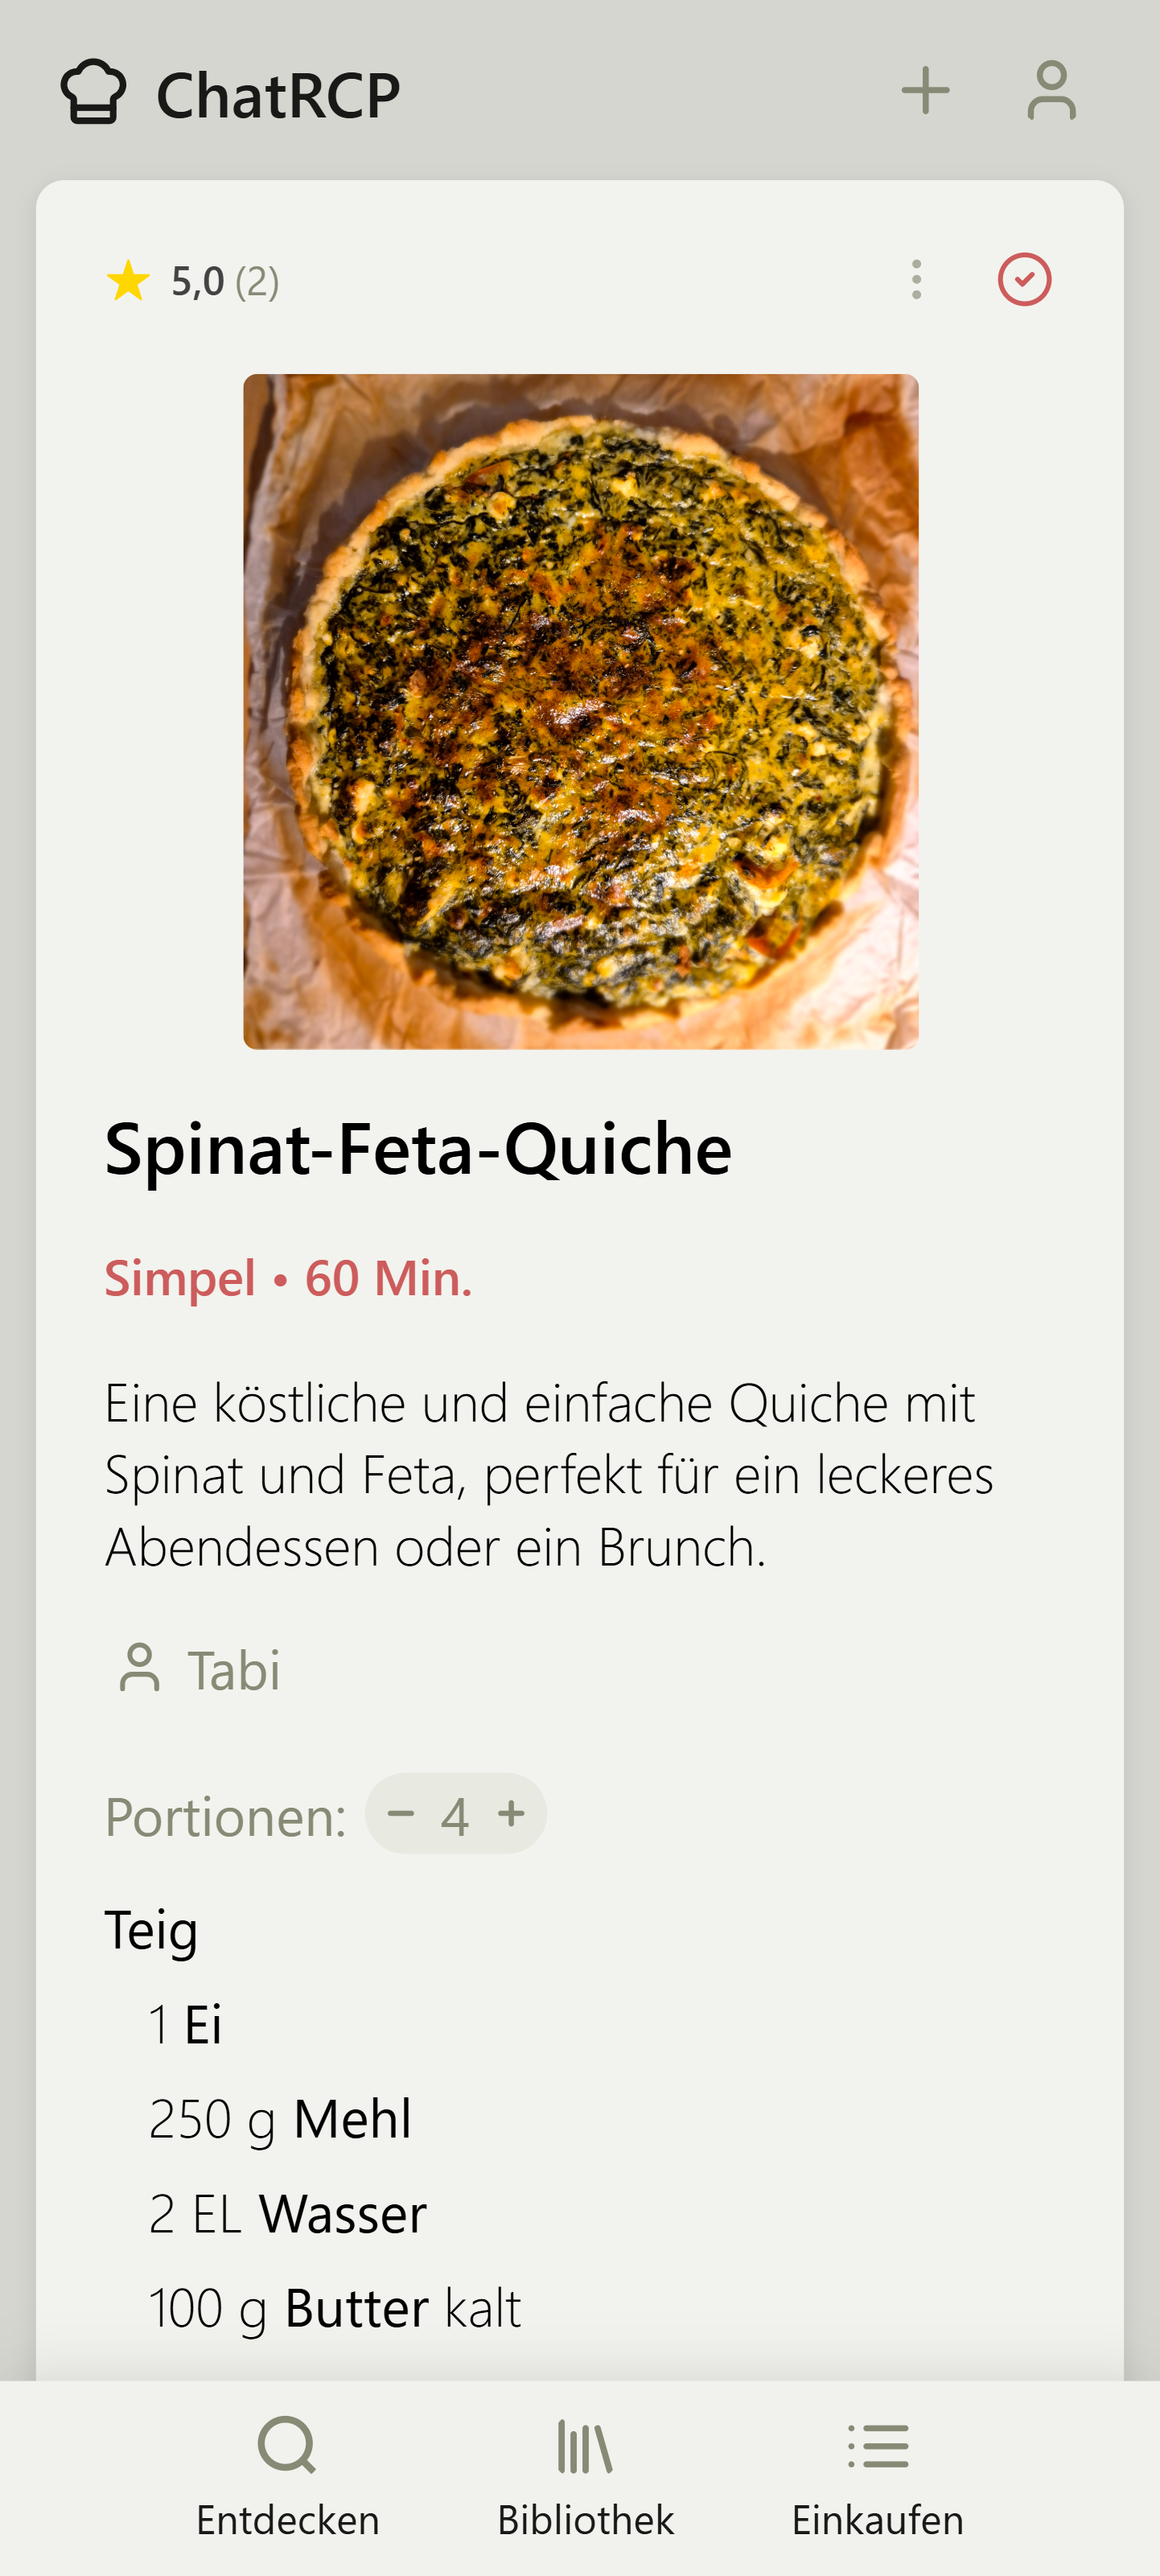 ChatRCP
5,0 (2)
Spinat-Feta-Quiche
Simpel • 60 Min.
Eine köstliche und einfache Quiche mit
Spinat und Feta, perfekt für ein leckeres
Abendessen oder ein Brunch.
Tabi
Portionen: − 4 +
Teig
1 Ei
250 g Mehl
2 EL Wasser
100 g Butter kalt
Entdecken Bibliothek Einkaufen